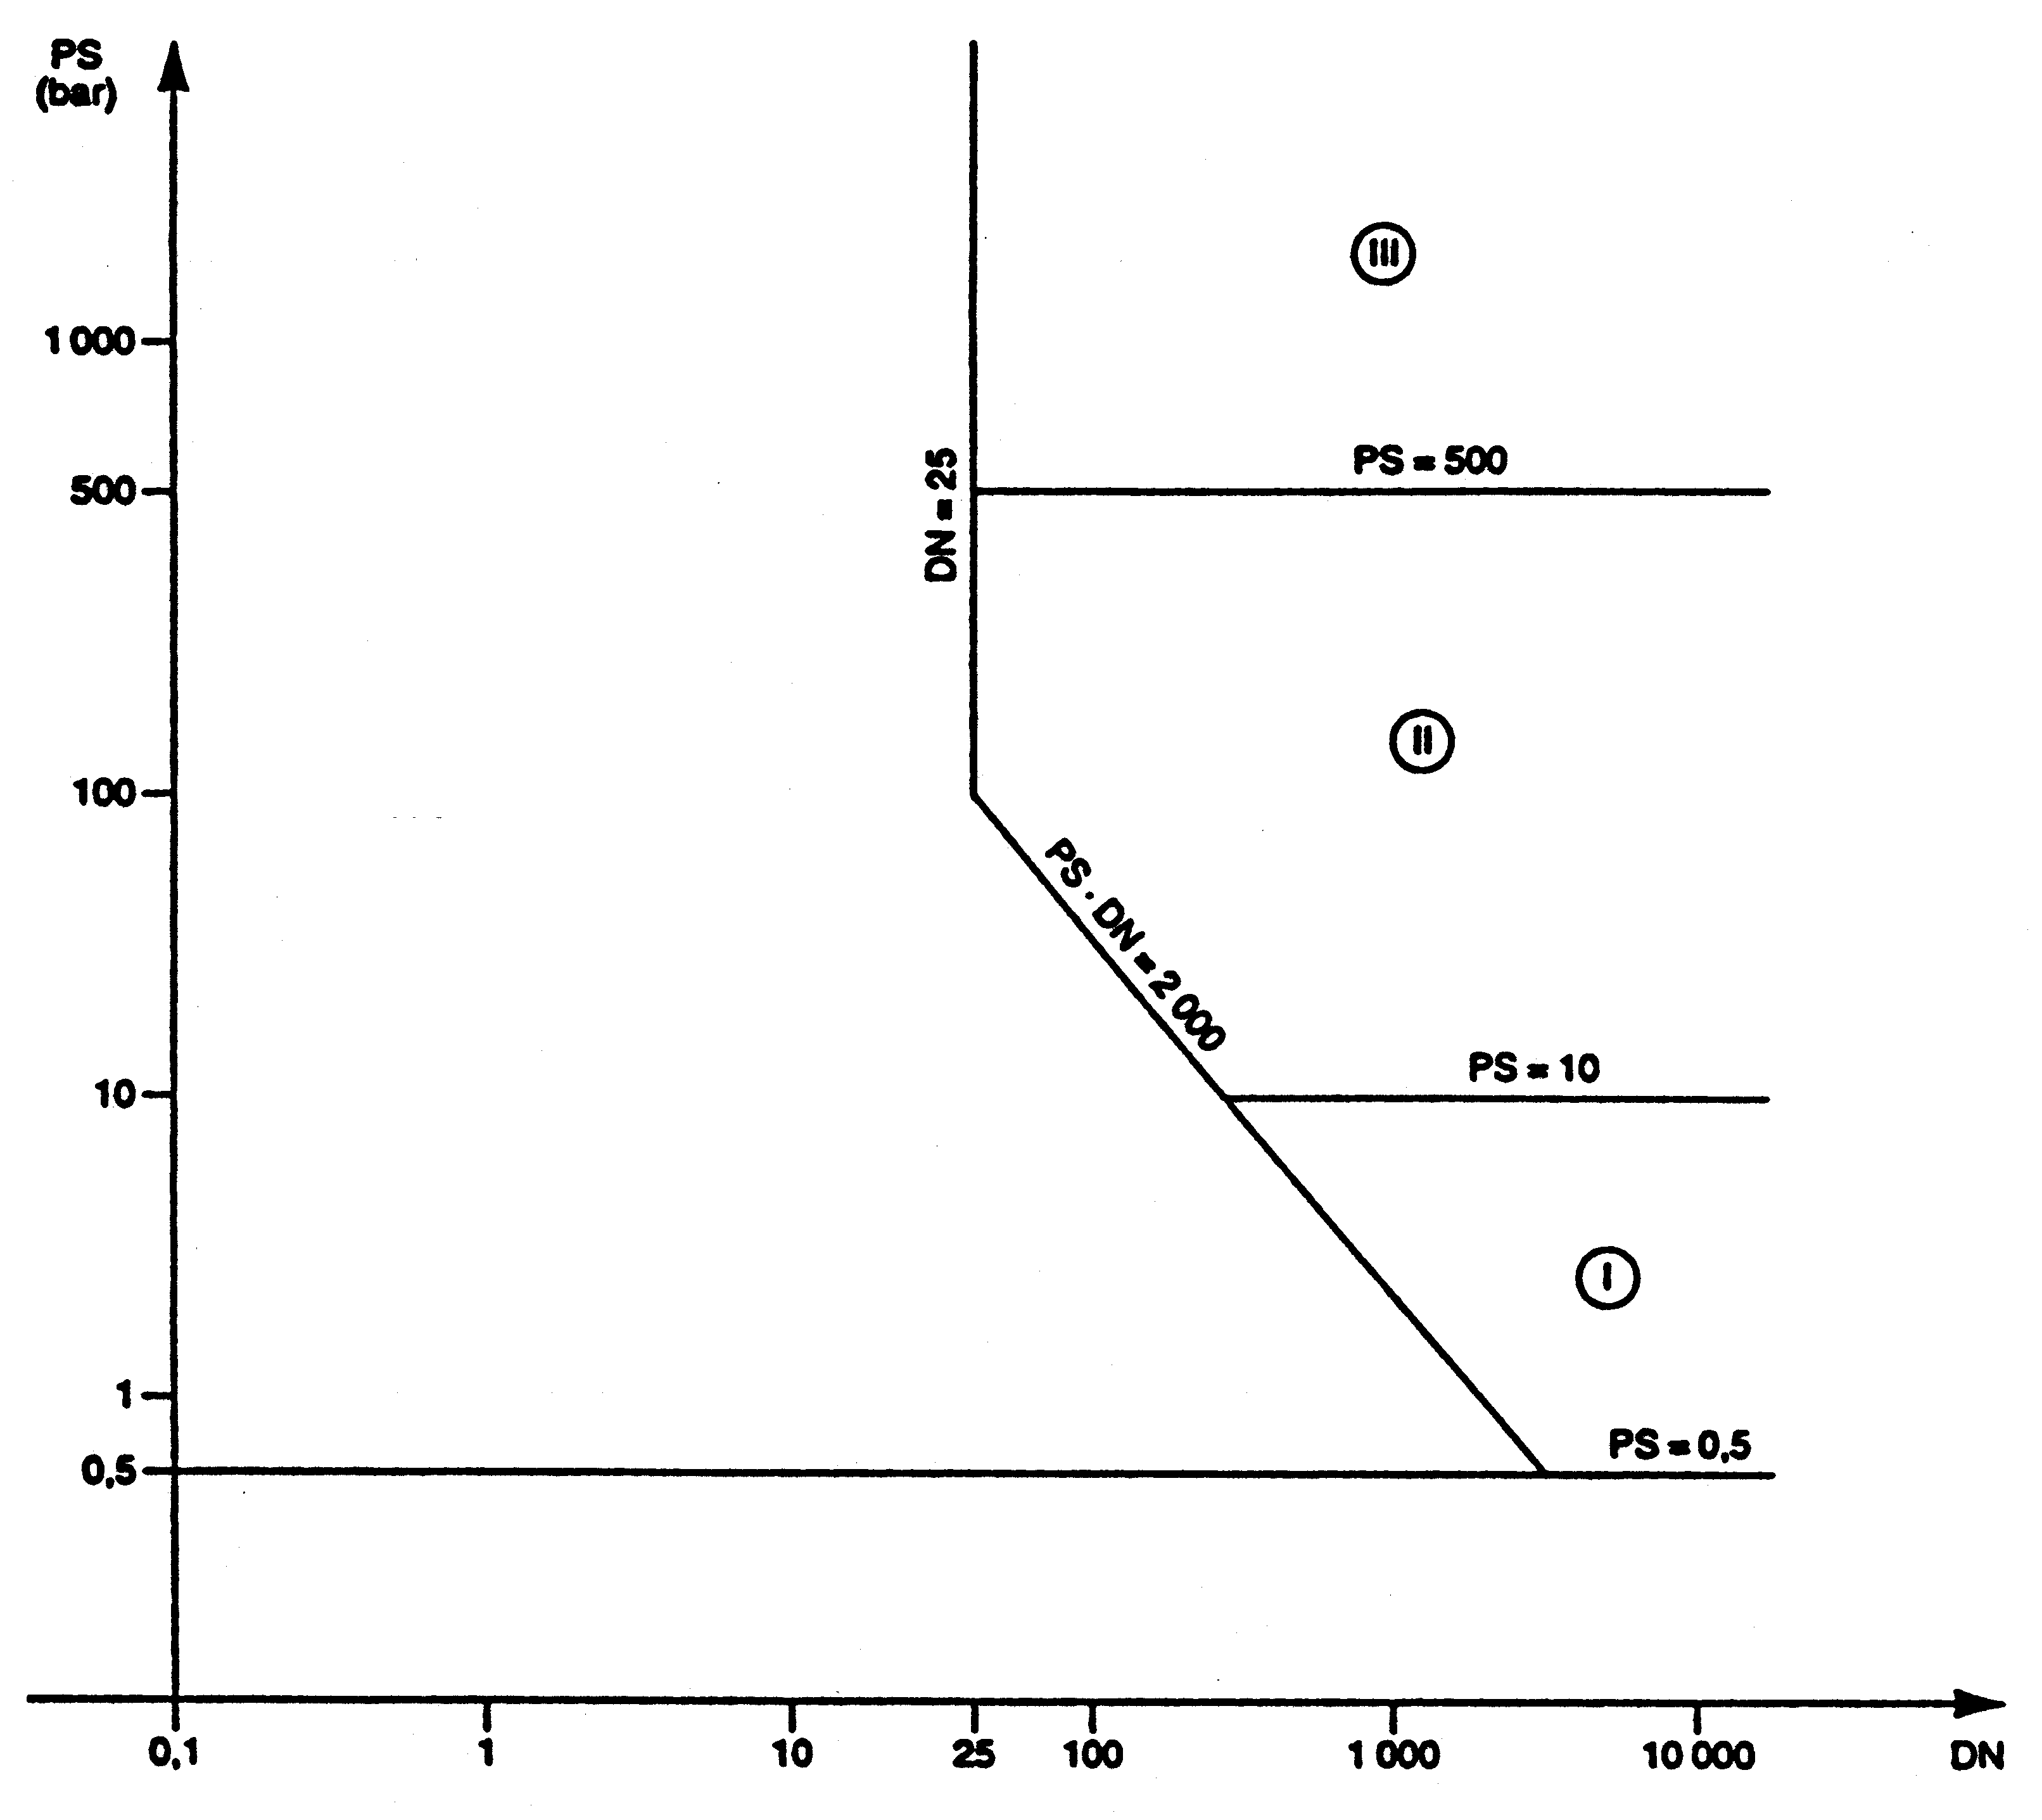 PS
(bar)
III
1 000
PS = 500
500
DN = 25
II
100
PS · DN = 2 000
PS = 10
10
I
1
PS = 0,5
0,5
0,1
1
10
25
100
1 000
10 000
DN